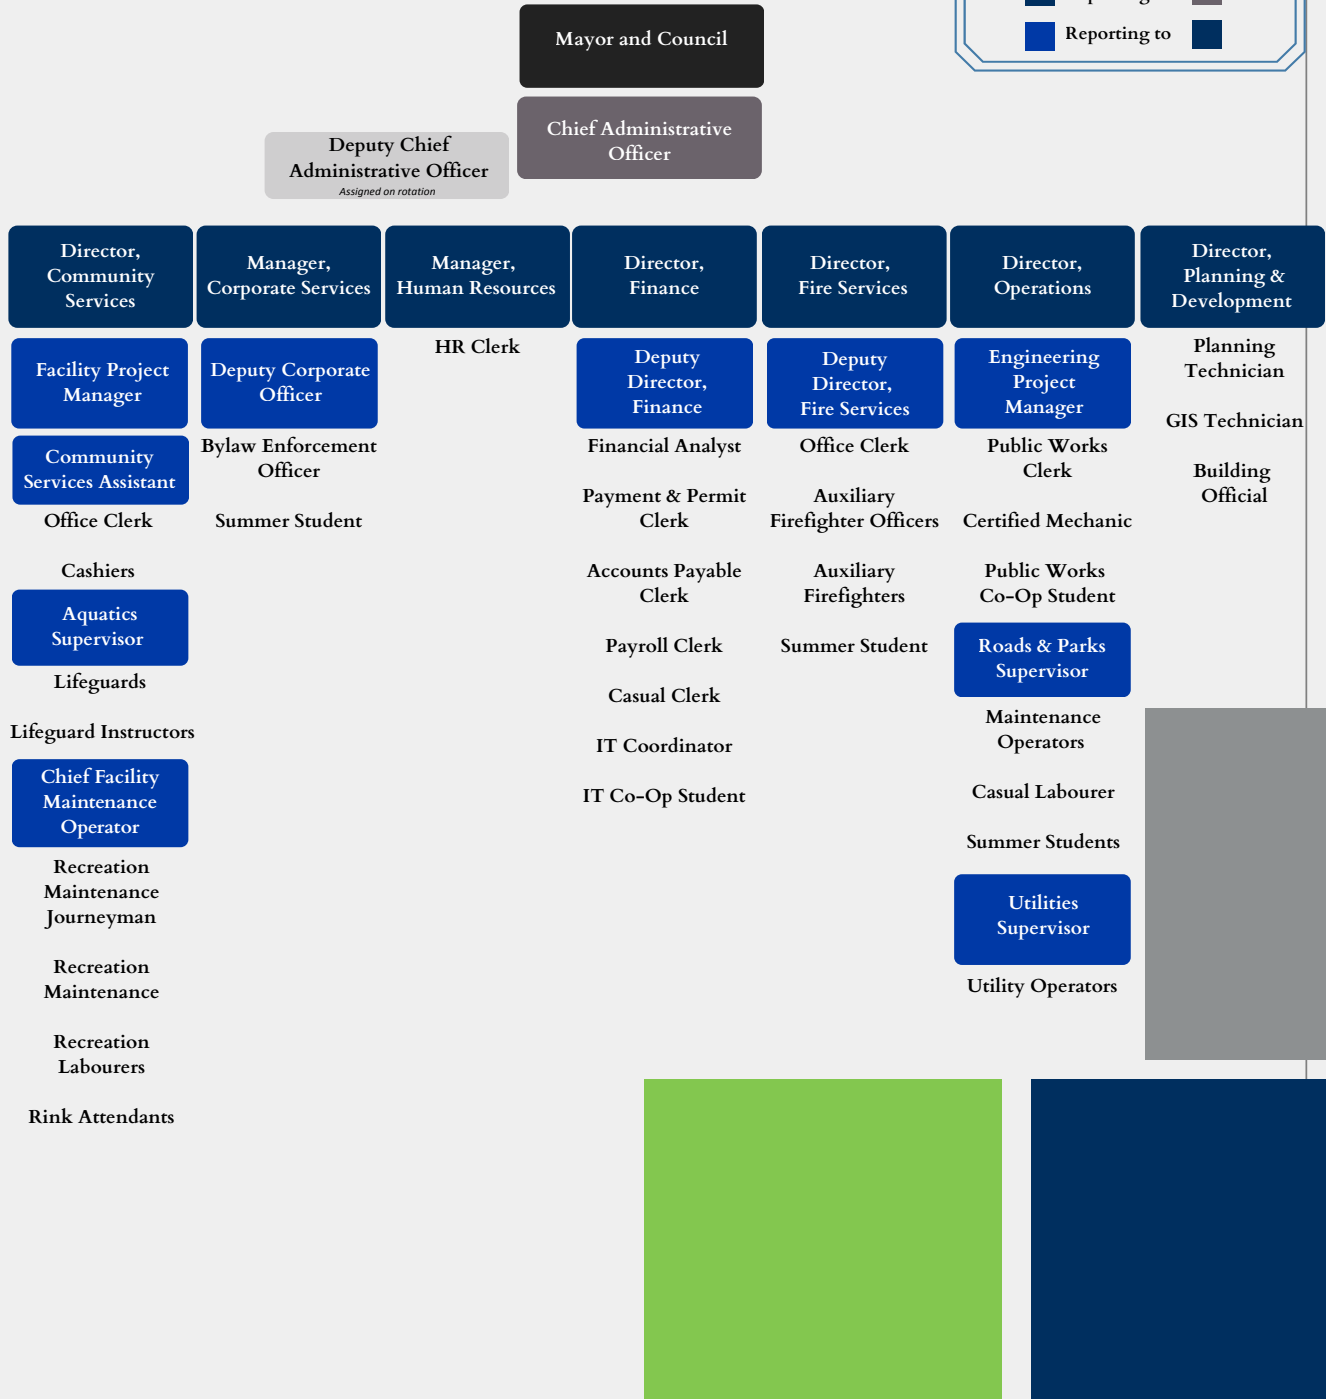 Reporting to
Mayor and Council
Chief Administrative
Officer
Deputy Chief
Administrative Officer
Assigned on rotation
Director,
Community
Services
Facility Project
Manager
Community
Services Assistant
Office Clerk
Cashiers
Aquatics
Supervisor
Lifeguards
Lifeguard Instructors
Chief Facility
Maintenance
Operator
Recreation
Maintenance
Journeyman
Recreation
Maintenance
Recreation
Labourers
Rink Attendants
Manager,
Corporate Services
Deputy Corporate
Officer
Bylaw Enforcement
Officer
Summer Student
Manager,
Human Resources
HR Clerk
Director,
Finance
Deputy
Director,
Finance
Financial Analyst
Payment & Permit
Clerk
Accounts Payable
Clerk
Payroll Clerk
Casual Clerk
IT Coordinator
IT Co-Op Student
Director,
Fire Services
Deputy
Director,
Fire Services
Office Clerk
Auxiliary
Firefighter Officers
Auxiliary
Firefighters
Summer Student
Director,
Operations
Engineering
Project
Manager
Public Works
Clerk
Certified Mechanic
Public Works
Co-Op Student
Roads & Parks
Supervisor
Maintenance
Operators
Casual Labourer
Summer Students
Utilities
Supervisor
Utility Operators
Director,
Planning &
Development
Planning
Technician
GIS Technician
Building
Official